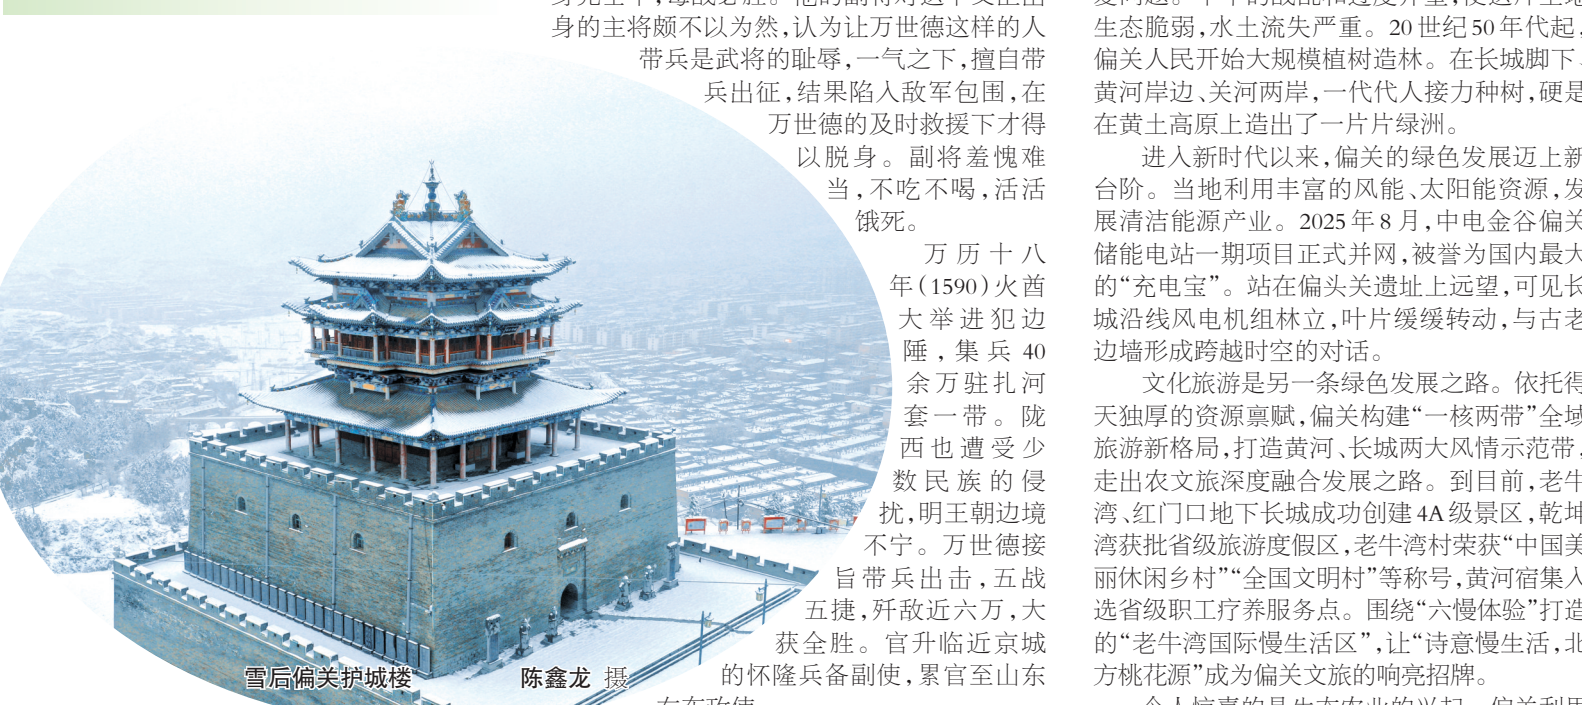 身的主将颇不以为然,认为让万世德这样的人
带兵是武将的耻辱,一气之下,擅自带
兵出征,结果陷入敌军包围,在
万世德的及时救援下才得
以脱身。副将羞愧难
当,不吃不喝,活活
饿死。
万历十八
年(1590)火酋
大举进犯边
陲,集兵40
余万驻扎河
套一带。陇
西也遭受少
数民族的侵
扰,明王朝边境
不宁。万世德接
旨带兵出击,五战
五捷,歼敌近六万,大
获全胜。官升临近京城
的怀隆兵备副使,累官至山东
雪后偏关护城楼 陈鑫龙 摄
生态脆弱,水土流失严重。20世纪50年代起,
偏关人民开始大规模植树造林。在长城脚下、
黄河岸边、关河两岸,一代代人接力种树,硬是
在黄土高原上造出了一片片绿洲。
进入新时代以来,偏关的绿色发展迈上新
台阶。当地利用丰富的风能、太阳能资源,发
展清洁能源产业。2025年8月,中电金谷偏关
储能电站一期项目正式并网,被誉为国内最大
的“充电宝”。站在偏头关遗址上远望,可见长
城沿线风电机组林立,叶片缓缓转动,与古老
边墙形成跨越时空的对话。
文化旅游是另一条绿色发展之路。依托得
天独厚的资源禀赋,偏关构建“一核两带”全域
旅游新格局,打造黄河、长城两大风情示范带,
走出农文旅深度融合发展之路。到目前,老牛
湾、红门口地下长城成功创建4A级景区,乾坤
湾获批省级旅游度假区,老牛湾村荣获“中国美
丽休闲乡村”“全国文明村”等称号,黄河宿集入
选省级职工疗养服务点。围绕“六慢体验”打造
的“老牛湾国际慢生活区”,让“诗意慢生活,北
方桃花源”成为偏关文旅的响亮招牌。